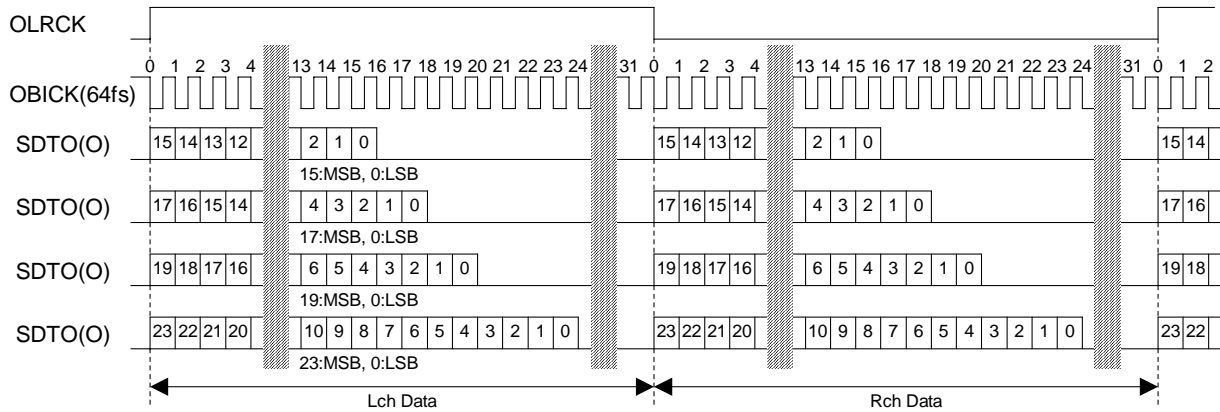 OLRCK
0 1 2 3 4 13 14 15 16 17 18 19 20 21 22 23 24 31 0 1 2 3 4 13 14 15 16 17 18 19 20 21 22 23 24 31 0 1 2
OBICK(64fs)
SDTO(O) 15 14 13 12 2 1 0 15 14 13 12 2 1 0 15 14
15:MSB, 0:LSB
SDTO(O) 17 16 15 14 4 3 2 1 0 17 16 15 14 4 3 2 1 0 17 16
17:MSB, 0:LSB
SDTO(O) 19 18 17 16 6 5 4 3 2 1 0 19 18 17 16 6 5 4 3 2 1 0 19 18
19:MSB, 0:LSB
SDTO(O) 23 22 21 20 10 9 8 7 6 5 4 3 2 1 0 23 22 21 20 10 9 8 7 6 5 4 3 2 1 0 23 22
23:MSB, 0:LSB
Lch Data Rch Data